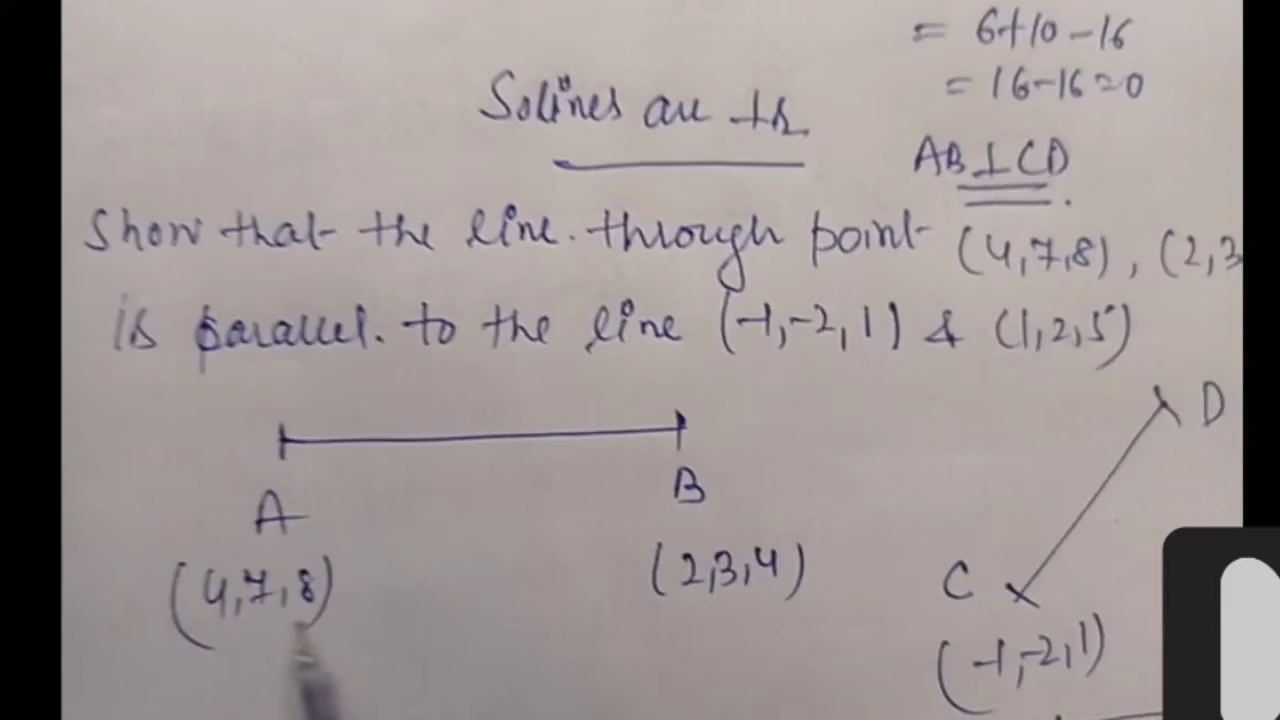 = 6+10-16
= 16-16=0
So lines are ⊥r.
AB⊥CD.
Show that the line. through point (4,7,8), (2,3
is parallel. to the line (-1,-2,1) & (1,2,5)
D
A
B
C
(4,7,8)
(2,3,4)
(-1,-2,1)